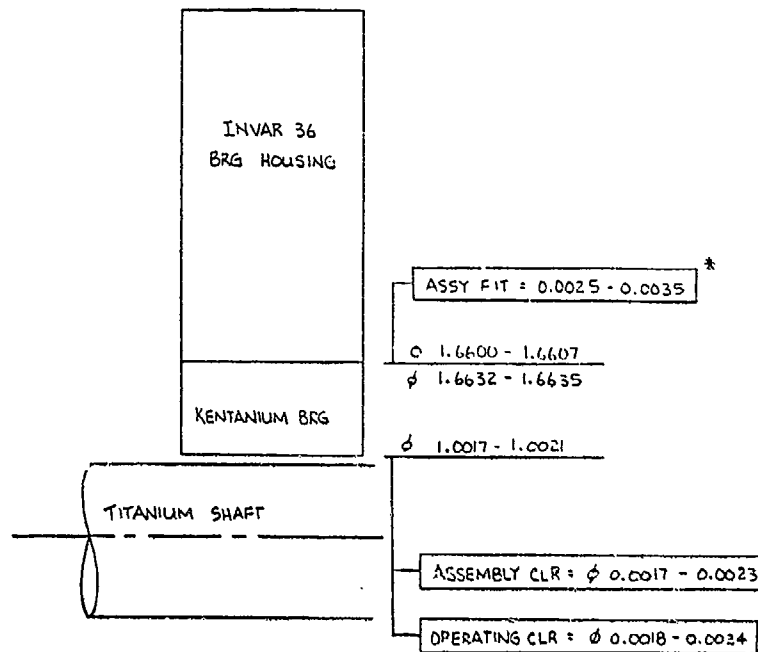 INVAR 36
BRG HOUSING
*
ASSY FIT = 0.0025 - 0.0035
φ 1.6600 - 1.6607
φ 1.6632 - 1.6635
KENTANIUM BRG
φ 1.0017 - 1.0021
TITANIUM SHAFT
ASSEMBLY CLR = φ 0.0017 - 0.0023
OPERATING CLR = φ 0.0018 - 0.0024